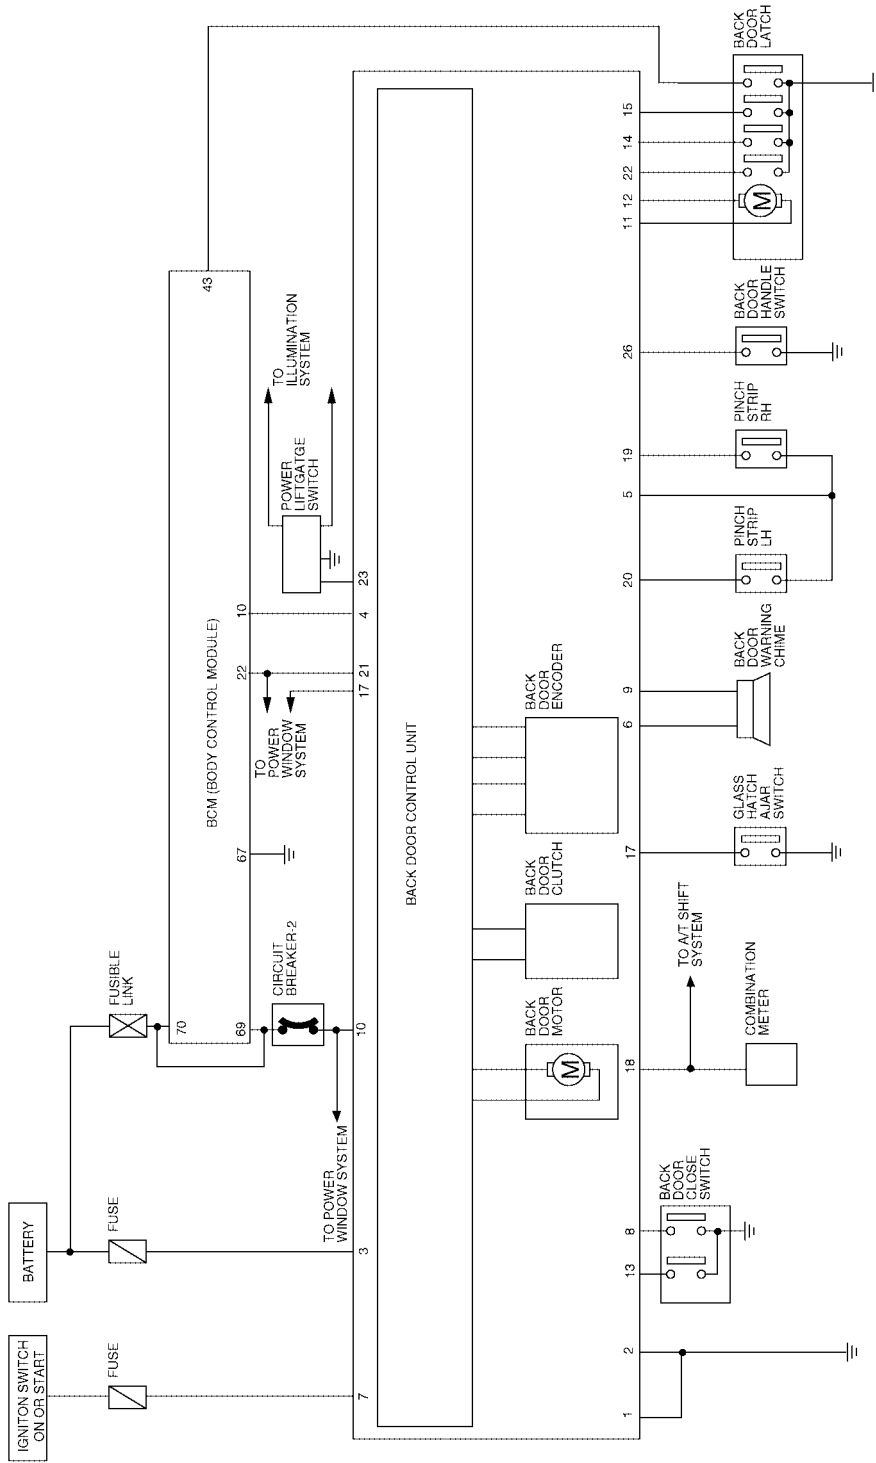 IGNITON SWITCH
ON OR START
BATTERY
FUSE
FUSE
FUSIBLE
LINK
70
69
67
22
10
43
BCM (BODY CONTROL MODULE)
CIRCUIT
BREAKER-2
TO POWER
WINDOW SYSTEM
TO
POWER
WINDOW
SYSTEM
POWER
LIFTGATGE
SWITCH
TO
ILLUMINATION
SYSTEM
7
3
10
17
21
4
23
BACK DOOR CONTROL UNIT
BACK
DOOR
MOTOR
M
BACK
DOOR
CLUTCH
BACK
DOOR
ENCODER
1
2
13
8
18
17
6
9
20
5
19
26
11
12
22
14
15
BACK
DOOR
CLOSE
SWITCH
TO A/T SHIFT
SYSTEM
COMBINATION
METER
GLASS
HATCH
AJAR
SWITCH
BACK
DOOR
WARNING
CHIME
PINCH
STRIP
LH
PINCH
STRIP
RH
BACK
DOOR
HANDLE
SWITCH
BACK
DOOR
LATCH
M